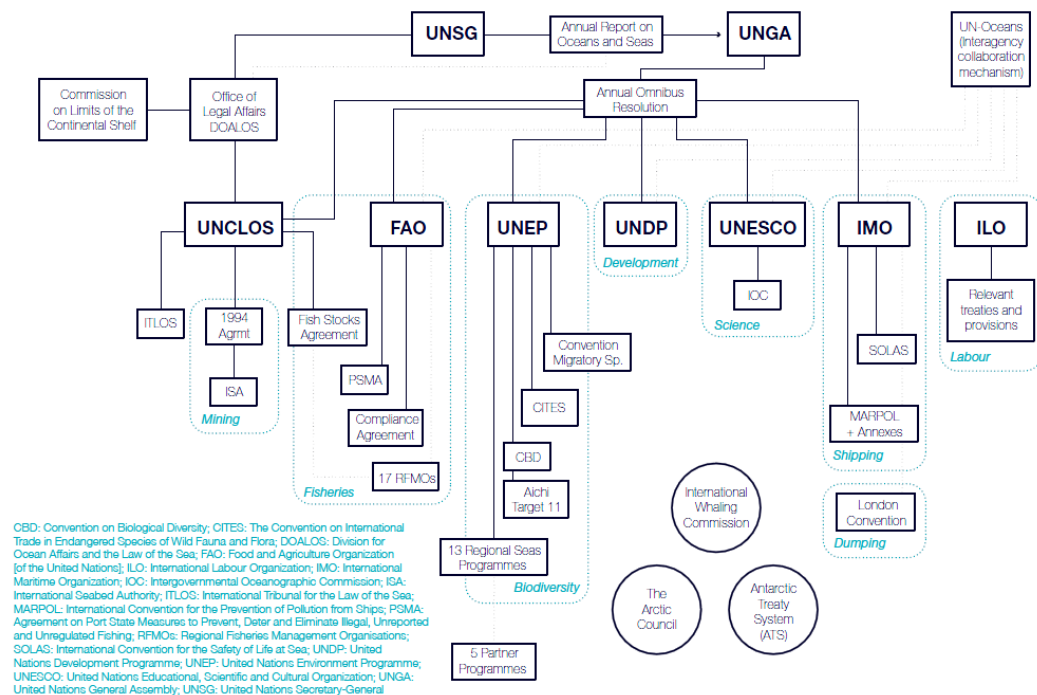 UNSG
Annual Report on
Oceans and Seas
UNGA
UN-Oceans
(Interagency
collaboration
mechanism)
Commission
on Limits of the
Continental Shelf
Office of
Legal Affairs
DOALOS
Annual Omnibus
Resolution
UNCLOS
FAO
UNEP
UNDP
UNESCO
IMO
ILO
Development
ITLOS
1994
Agrmt
Fish Stocks
Agreement
IOC
Science
Relevant
treaties and
provisions
Labour
ISA
Mining
PSMA
Convention
Migratory Sp.
SOLAS
Compliance
Agreement
CITES
MARPOL
+ Annexes
Shipping
17 RFMOs
Fisheries
CBD
Aichi
Target 11
International
Whaling
Commission
London
Convention
Dumping
13 Regional Seas
Programmes
Biodiversity
The
Arctic
Council
Antarctic
Treaty
System
(ATS)
5 Partner
Programmes
CBD: Convention on Biological Diversity; CITES: The Convention on International
Trade in Endangered Species of Wild Fauna and Flora; DOALOS: Division for
Ocean Affairs and the Law of the Sea; FAO: Food and Agriculture Organization
[of the United Nations]; ILO: International Labour Organization; IMO: International
Maritime Organization; IOC: Intergovernmental Oceanographic Commission; ISA:
International Seabed Authority; ITLOS: International Tribunal for the Law of the Sea;
MARPOL: International Convention for the Prevention of Pollution from Ships; PSMA:
Agreement on Port State Measures to Prevent, Deter and Eliminate Illegal, Unreported
and Unregulated Fishing; RFMOs: Regional Fisheries Management Organisations;
SOLAS: International Convention for the Safety of Life at Sea; UNDP: United
Nations Development Programme; UNEP: United Nations Environment Programme;
UNESCO: United Nations Educational, Scientific and Cultural Organization; UNGA:
United Nations General Assembly; UNSG: United Nations Secretary-General